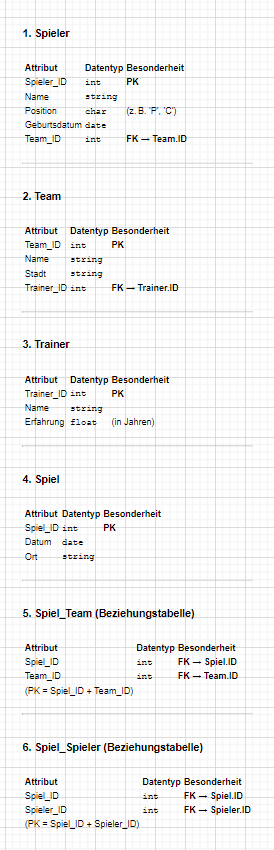 1. Spieler
Attribut Datentyp Besonderheit
Spieler_ID int PK
Name string
Position char (z. B. 'P', 'C')
Geburtsdatum date
Team_ID int FK → Team.ID
2. Team
Attribut Datentyp Besonderheit
Team_ID int PK
Name string
Stadt string
Trainer_ID int FK → Trainer.ID
3. Trainer
Attribut Datentyp Besonderheit
Trainer_ID int PK
Name string
Erfahrung float (in Jahren)
4. Spiel
Attribut Datentyp Besonderheit
Spiel_ID int PK
Datum date
Ort string
5. Spiel_Team (Beziehungstabelle)
Attribut Datentyp Besonderheit
Spiel_ID int FK → Spiel.ID
Team_ID int FK → Team.ID
(PK = Spiel_ID + Team_ID)
6. Spiel_Spieler (Beziehungstabelle)
Attribut Datentyp Besonderheit
Spiel_ID int FK → Spiel.ID
Spieler_ID int FK → Spieler.ID
(PK = Spiel_ID + Spieler_ID)